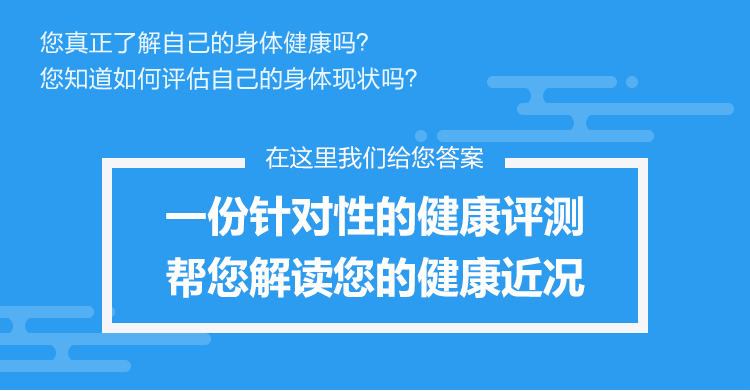 您真正了解自己的身体健康吗?
您知道如何评估自己的身体现状吗?
在这里我们给您答案
一份针对性的健康评测
帮您解读您的健康近况